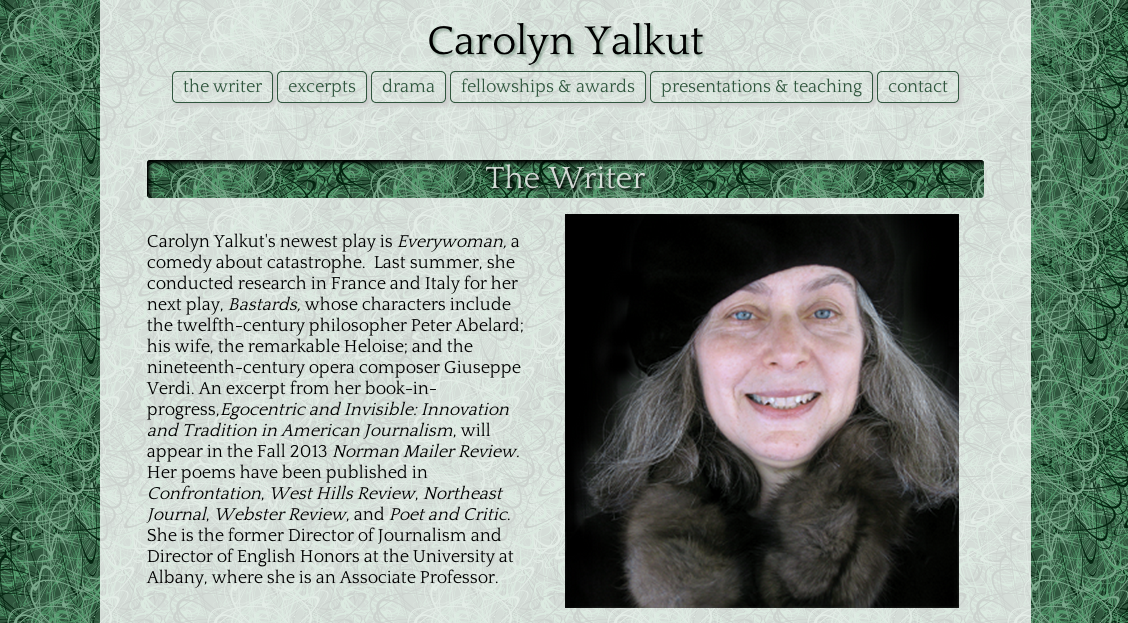 Carolyn Yalkut
the writer excerpts drama fellowships & awards presentations & teaching contact
The Writer
Carolyn Yalkut's newest play is Everywoman, a
comedy about catastrophe. Last summer, she
conducted research in France and Italy for her
next play, Bastards, whose characters include
the twelfth-century philosopher Peter Abelard;
his wife, the remarkable Heloise; and the
nineteenth-century opera composer Giuseppe
Verdi. An excerpt from her book-in-
progress,Egocentric and Invisible: Innovation
and Tradition in American Journalism, will
appear in the Fall 2013 Norman Mailer Review.
Her poems have been published in
Confrontation, West Hills Review, Northeast
Journal, Webster Review, and Poet and Critic.
She is the former Director of Journalism and
Director of English Honors at the University at
Albany, where she is an Associate Professor.